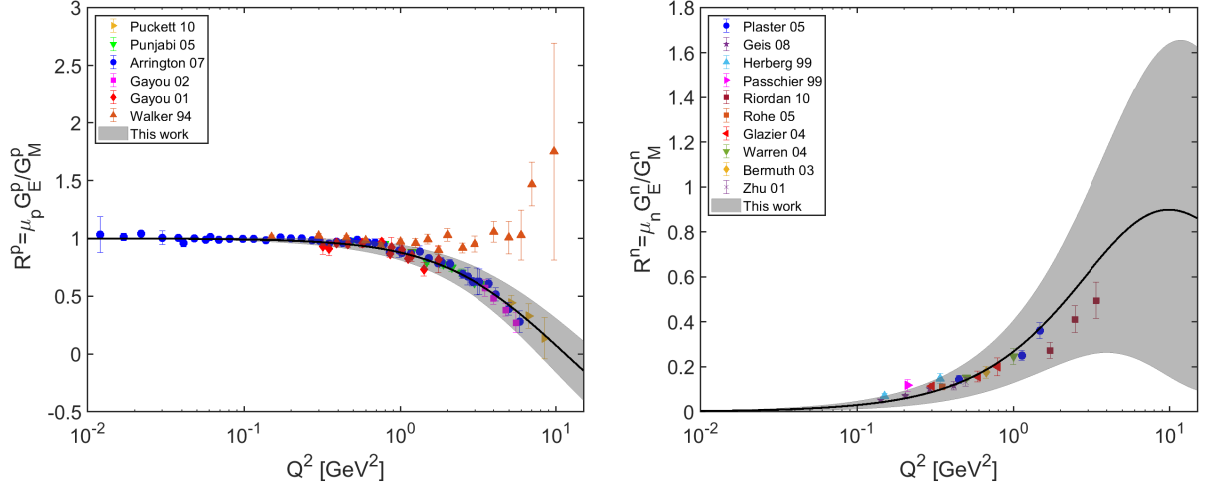 3
2.5
2
1.5
1
0.5
0
-0.5
10^-2
10^-1
10^0
10^1
Q^2 [GeV^2]
R^p=μ_p G_E^p/G_M^p
Puckett 10
Punjabi 05
Arrington 07
Gayou 02
Gayou 01
Walker 94
This work
1.8
1.6
1.4
1.2
1
0.8
0.6
0.4
0.2
0
10^-2
10^-1
10^0
10^1
Q^2 [GeV^2]
R^n=μ_n G_E^n/G_M^n
Plaster 05
Geis 08
Herberg 99
Passchier 99
Riordan 10
Rohe 05
Glazier 04
Warren 04
Bermuth 03
Zhu 01
This work